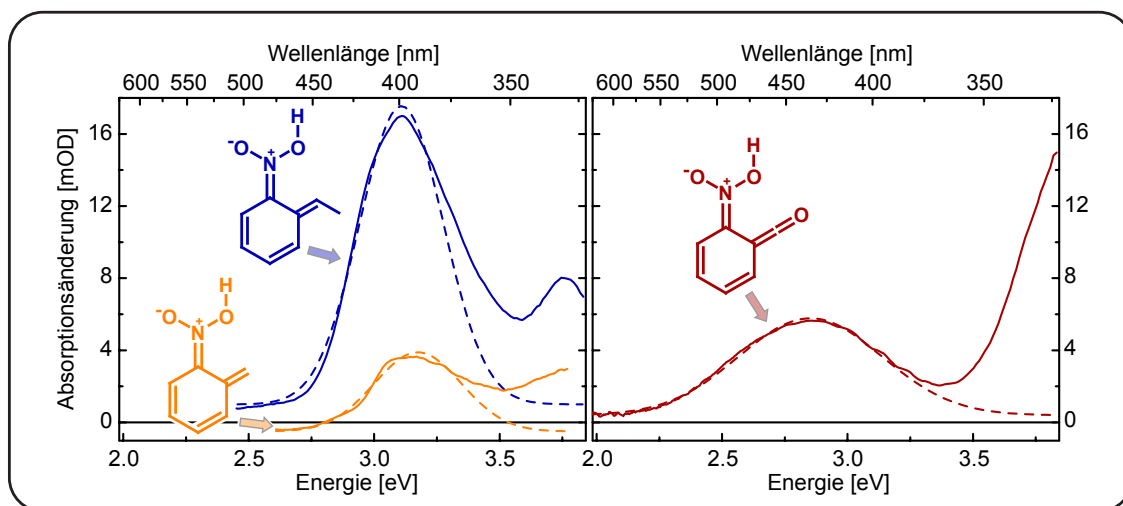 Wellenlänge [nm]
Wellenlänge [nm]
600 550 500 450 400 350
600 550 500 450 400 350
Absorptionsänderung [mOD]
16
12
8
4
0
16
12
8
4
0
H
-O O
N+
H
-O O
N+
H
-O O
N+
O
2.0 2.5 3.0 3.5
2.0 2.5 3.0 3.5
Energie [eV]
Energie [eV]